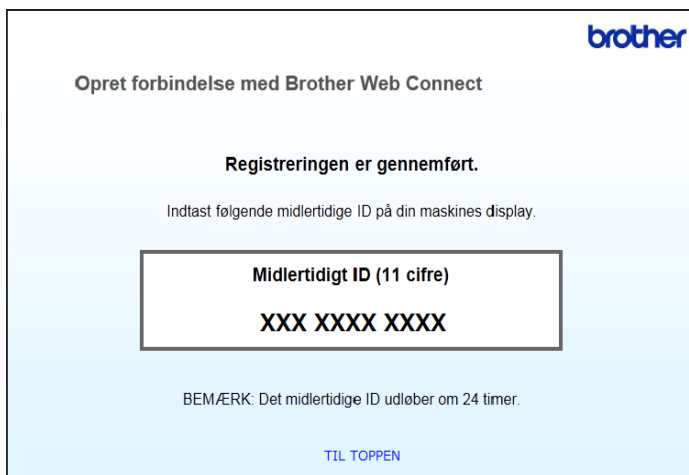 brother
Opret forbindelse med Brother Web Connect
Registreringen er gennemført.
Indtast følgende midlertidige ID på din maskines display.
Midlertidigt ID (11 cifre)
XXX XXXX XXXX
BEMÆRK: Det midlertidige ID udløber om 24 timer.
TIL TOPPEN